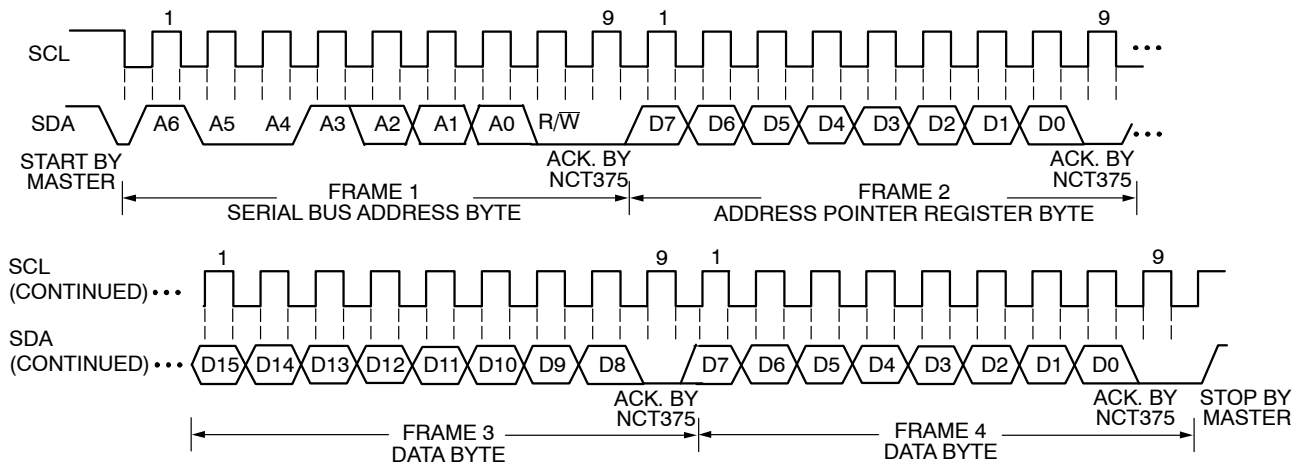 1 9 1 9
SCL
SDA A6 A5 A4 A3 A2 A1 A0 R/W̅ D7 D6 D5 D4 D3 D2 D1 D0
START BY MASTER
ACK. BY NCT375
ACK. BY NCT375
FRAME 1
SERIAL BUS ADDRESS BYTE
FRAME 2
ADDRESS POINTER REGISTER BYTE
1 9 1 9
SCL
(CONTINUED)
SDA
(CONTINUED) D15 D14 D13 D12 D11 D10 D9 D8 D7 D6 D5 D4 D3 D2 D1 D0
ACK. BY NCT375
ACK. BY NCT375
STOP BY MASTER
FRAME 3
DATA BYTE
FRAME 4
DATA BYTE